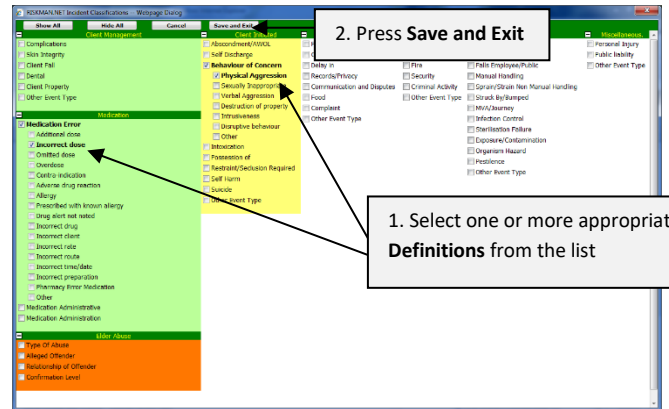 RISKMAN.NET Incident Classifications -- Webpage Dialog
Show All
Hide All
Cancel
Save and Exit
2. Press Save and Exit
Client Management
Complications
Skin Integrity
Client Fall
Dental
Client Property
Other Event Type
Medication
Medication Error
Additional dose
Incorrect dose
Omitted dose
Overdose
Contra-indication
Adverse drug reaction
Allergy
Prescribed with known allergy
Drug alert not noted
Incorrect drug
Incorrect client
Incorrect rate
Incorrect route
Incorrect time/date
Incorrect preparation
Pharmacy Error Medication
Other
Medication Administrative
Medication Administration
Elder Abuse
Type Of Abuse
Alleged Offender
Relationship of Offender
Confirmation Level
Client Initiated
Abscondment/AWOL
Self Discharge
Behaviour of Concern
Physical Aggression
Sexually Inappropriate
Verbal Aggression
Destruction of property
Intrusiveness
Disruptive behaviour
Other
Intoxication
Possession of
Restraint/Seclusion Required
Self Harm
Suicide
Other Event Type
Delay in
Records/Privacy
Communication and Disputes
Food
Complaint
Other Event Type
Fire
Security
Criminal Activity
Other Event Type
Falls Employee/Public
Manual Handling
Sprain/Strain Non Manual Handling
Struck By/Bumped
MVA/Journey
Infection Control
Sterilisation Failure
Exposure/Contamination
Organism Hazard
Pestilence
Other Event Type
Miscellaneous
Personal Injury
Public liability
Other Event Type
1. Select one or more appropriat
Definitions from the list